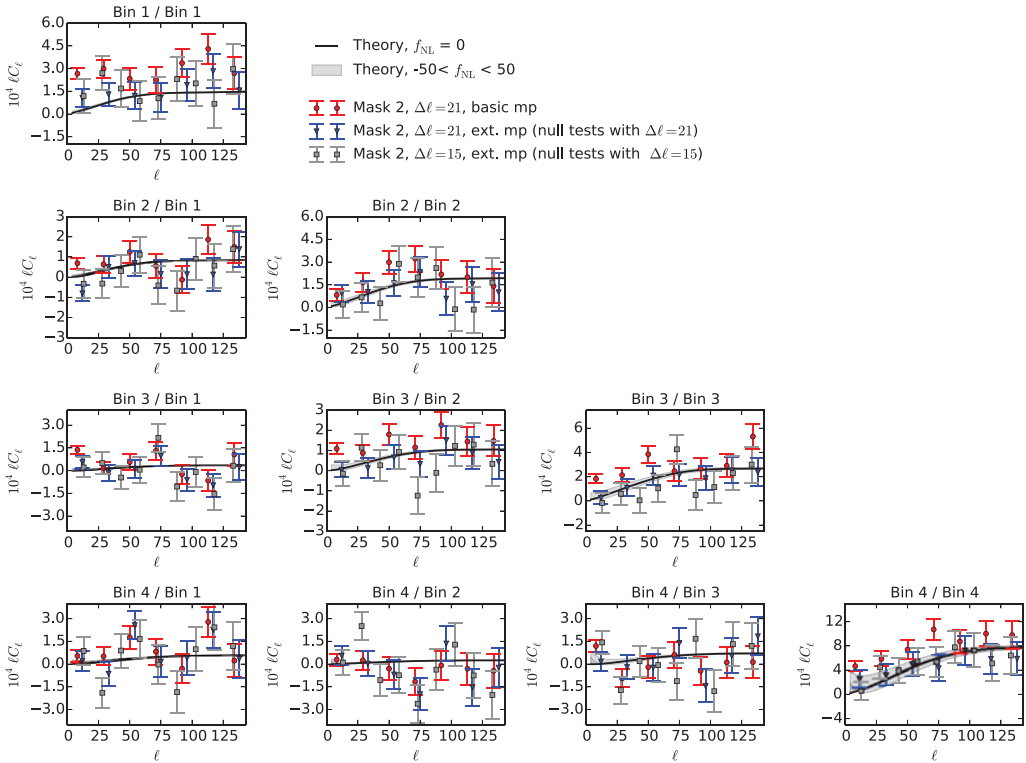 Bin 1 / Bin 1
6.0
4.5
3.0
1.5
0.0
−1.5
10⁴ ℓCℓ
0 25 50 75 100 125
ℓ
Theory, fNL = 0
Theory, -50< fNL < 50
Mask 2, Δℓ=21, basic mp
Mask 2, Δℓ=21, ext. mp (null tests with Δℓ=21)
Mask 2, Δℓ=15, ext. mp (null tests with Δℓ=15)
Bin 2 / Bin 1
3
2
1
0
−1
−2
−3
10⁴ ℓCℓ
0 25 50 75 100 125
ℓ
Bin 2 / Bin 2
6.0
4.5
3.0
1.5
0.0
−1.5
10⁴ ℓCℓ
0 25 50 75 100 125
ℓ
Bin 3 / Bin 1
3.0
1.5
0.0
−1.5
−3.0
10⁴ ℓCℓ
0 25 50 75 100 125
ℓ
Bin 3 / Bin 2
3
2
1
0
−1
−2
−3
10⁴ ℓCℓ
0 25 50 75 100 125
ℓ
Bin 3 / Bin 3
6
4
2
0
−2
10⁴ ℓCℓ
0 25 50 75 100 125
ℓ
Bin 4 / Bin 1
3.0
1.5
0.0
−1.5
−3.0
10⁴ ℓCℓ
0 25 50 75 100 125
ℓ
Bin 4 / Bin 2
3.0
1.5
0.0
−1.5
−3.0
10⁴ ℓCℓ
0 25 50 75 100 125
ℓ
Bin 4 / Bin 3
3.0
1.5
0.0
−1.5
−3.0
10⁴ ℓCℓ
0 25 50 75 100 125
ℓ
Bin 4 / Bin 4
12
8
4
0
−4
10⁴ ℓCℓ
0 25 50 75 100 125
ℓ